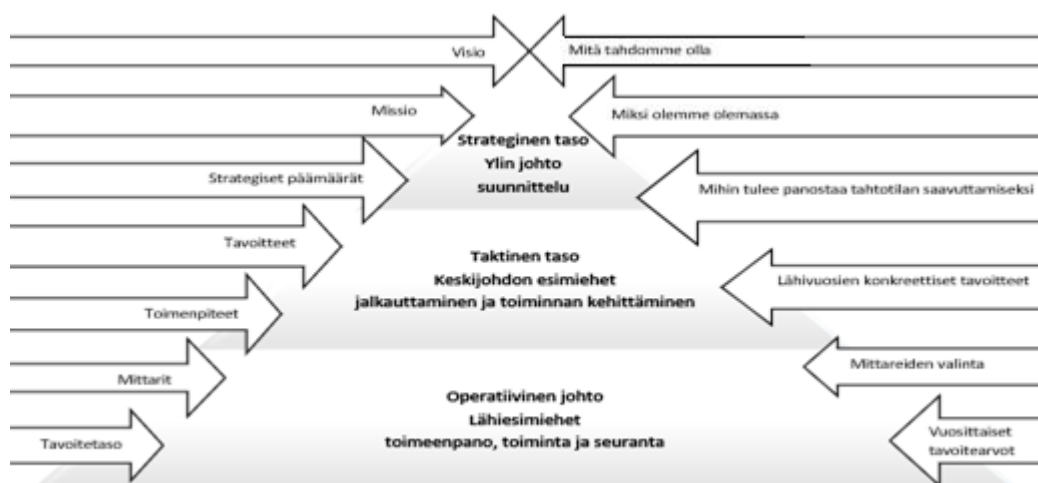 Visio
Mitä tahdomme olla
Missio
Miksi olemme olemassa
Strateginen taso
Ylin johto
suunnittelu
Strategiset päämäärät
Mihin tulee panostaa tahtotilan saavuttamiseksi
Tavoitteet
Taktinen taso
Keskijohdon esimiehet
jalkauttaminen ja toiminnan kehittäminen
Lähivuosien konkreettiset tavoitteet
Toimenpiteet
Mittarit
Mittareiden valinta
Operatiivinen johto
Lähiesimiehet
toimeenpano, toiminta ja seuranta
Tavoitetaso
Vuosittaiset
tavoitearvot